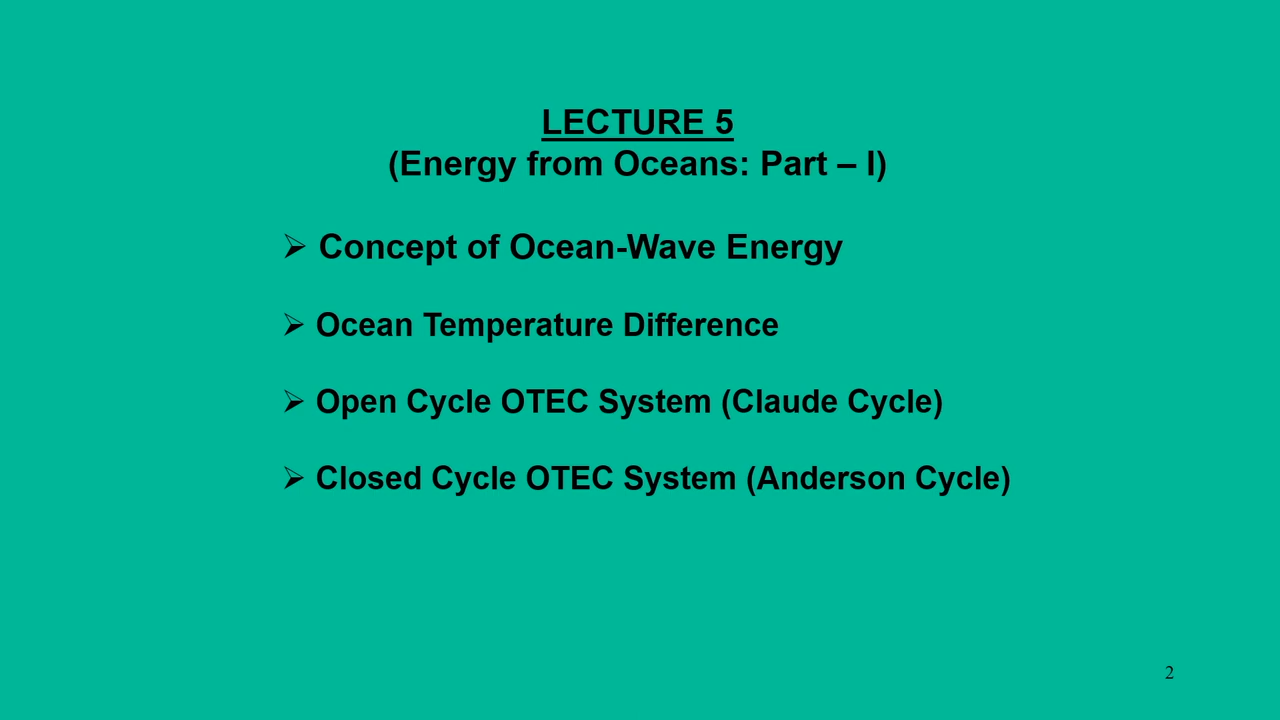 LECTURE 5
(Energy from Oceans: Part – I)
➢ Concept of Ocean-Wave Energy
➢ Ocean Temperature Difference
➢ Open Cycle OTEC System (Claude Cycle)
➢ Closed Cycle OTEC System (Anderson Cycle)
2